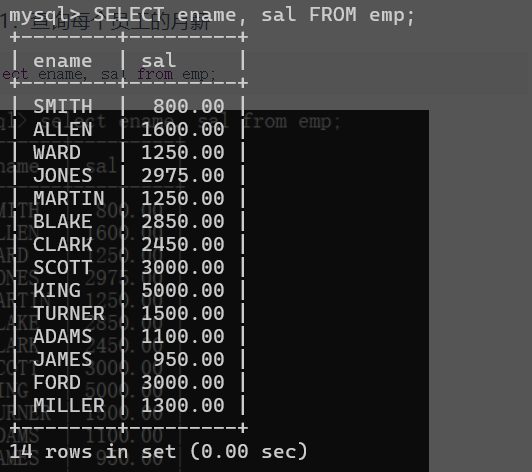 mysql> SELECT ename, sal FROM emp;
+--------+---------+
| ename  | sal     |
+--------+---------+
| SMITH  |  800.00 |
| ALLEN  | 1600.00 |
| WARD   | 1250.00 |
| JONES  | 2975.00 |
| MARTIN | 1250.00 |
| BLAKE  | 2850.00 |
| CLARK  | 2450.00 |
| SCOTT  | 3000.00 |
| KING   | 5000.00 |
| TURNER | 1500.00 |
| ADAMS  | 1100.00 |
| JAMES  |  950.00 |
| FORD   | 3000.00 |
| MILLER | 1300.00 |
+--------+---------+
14 rows in set (0.00 sec)